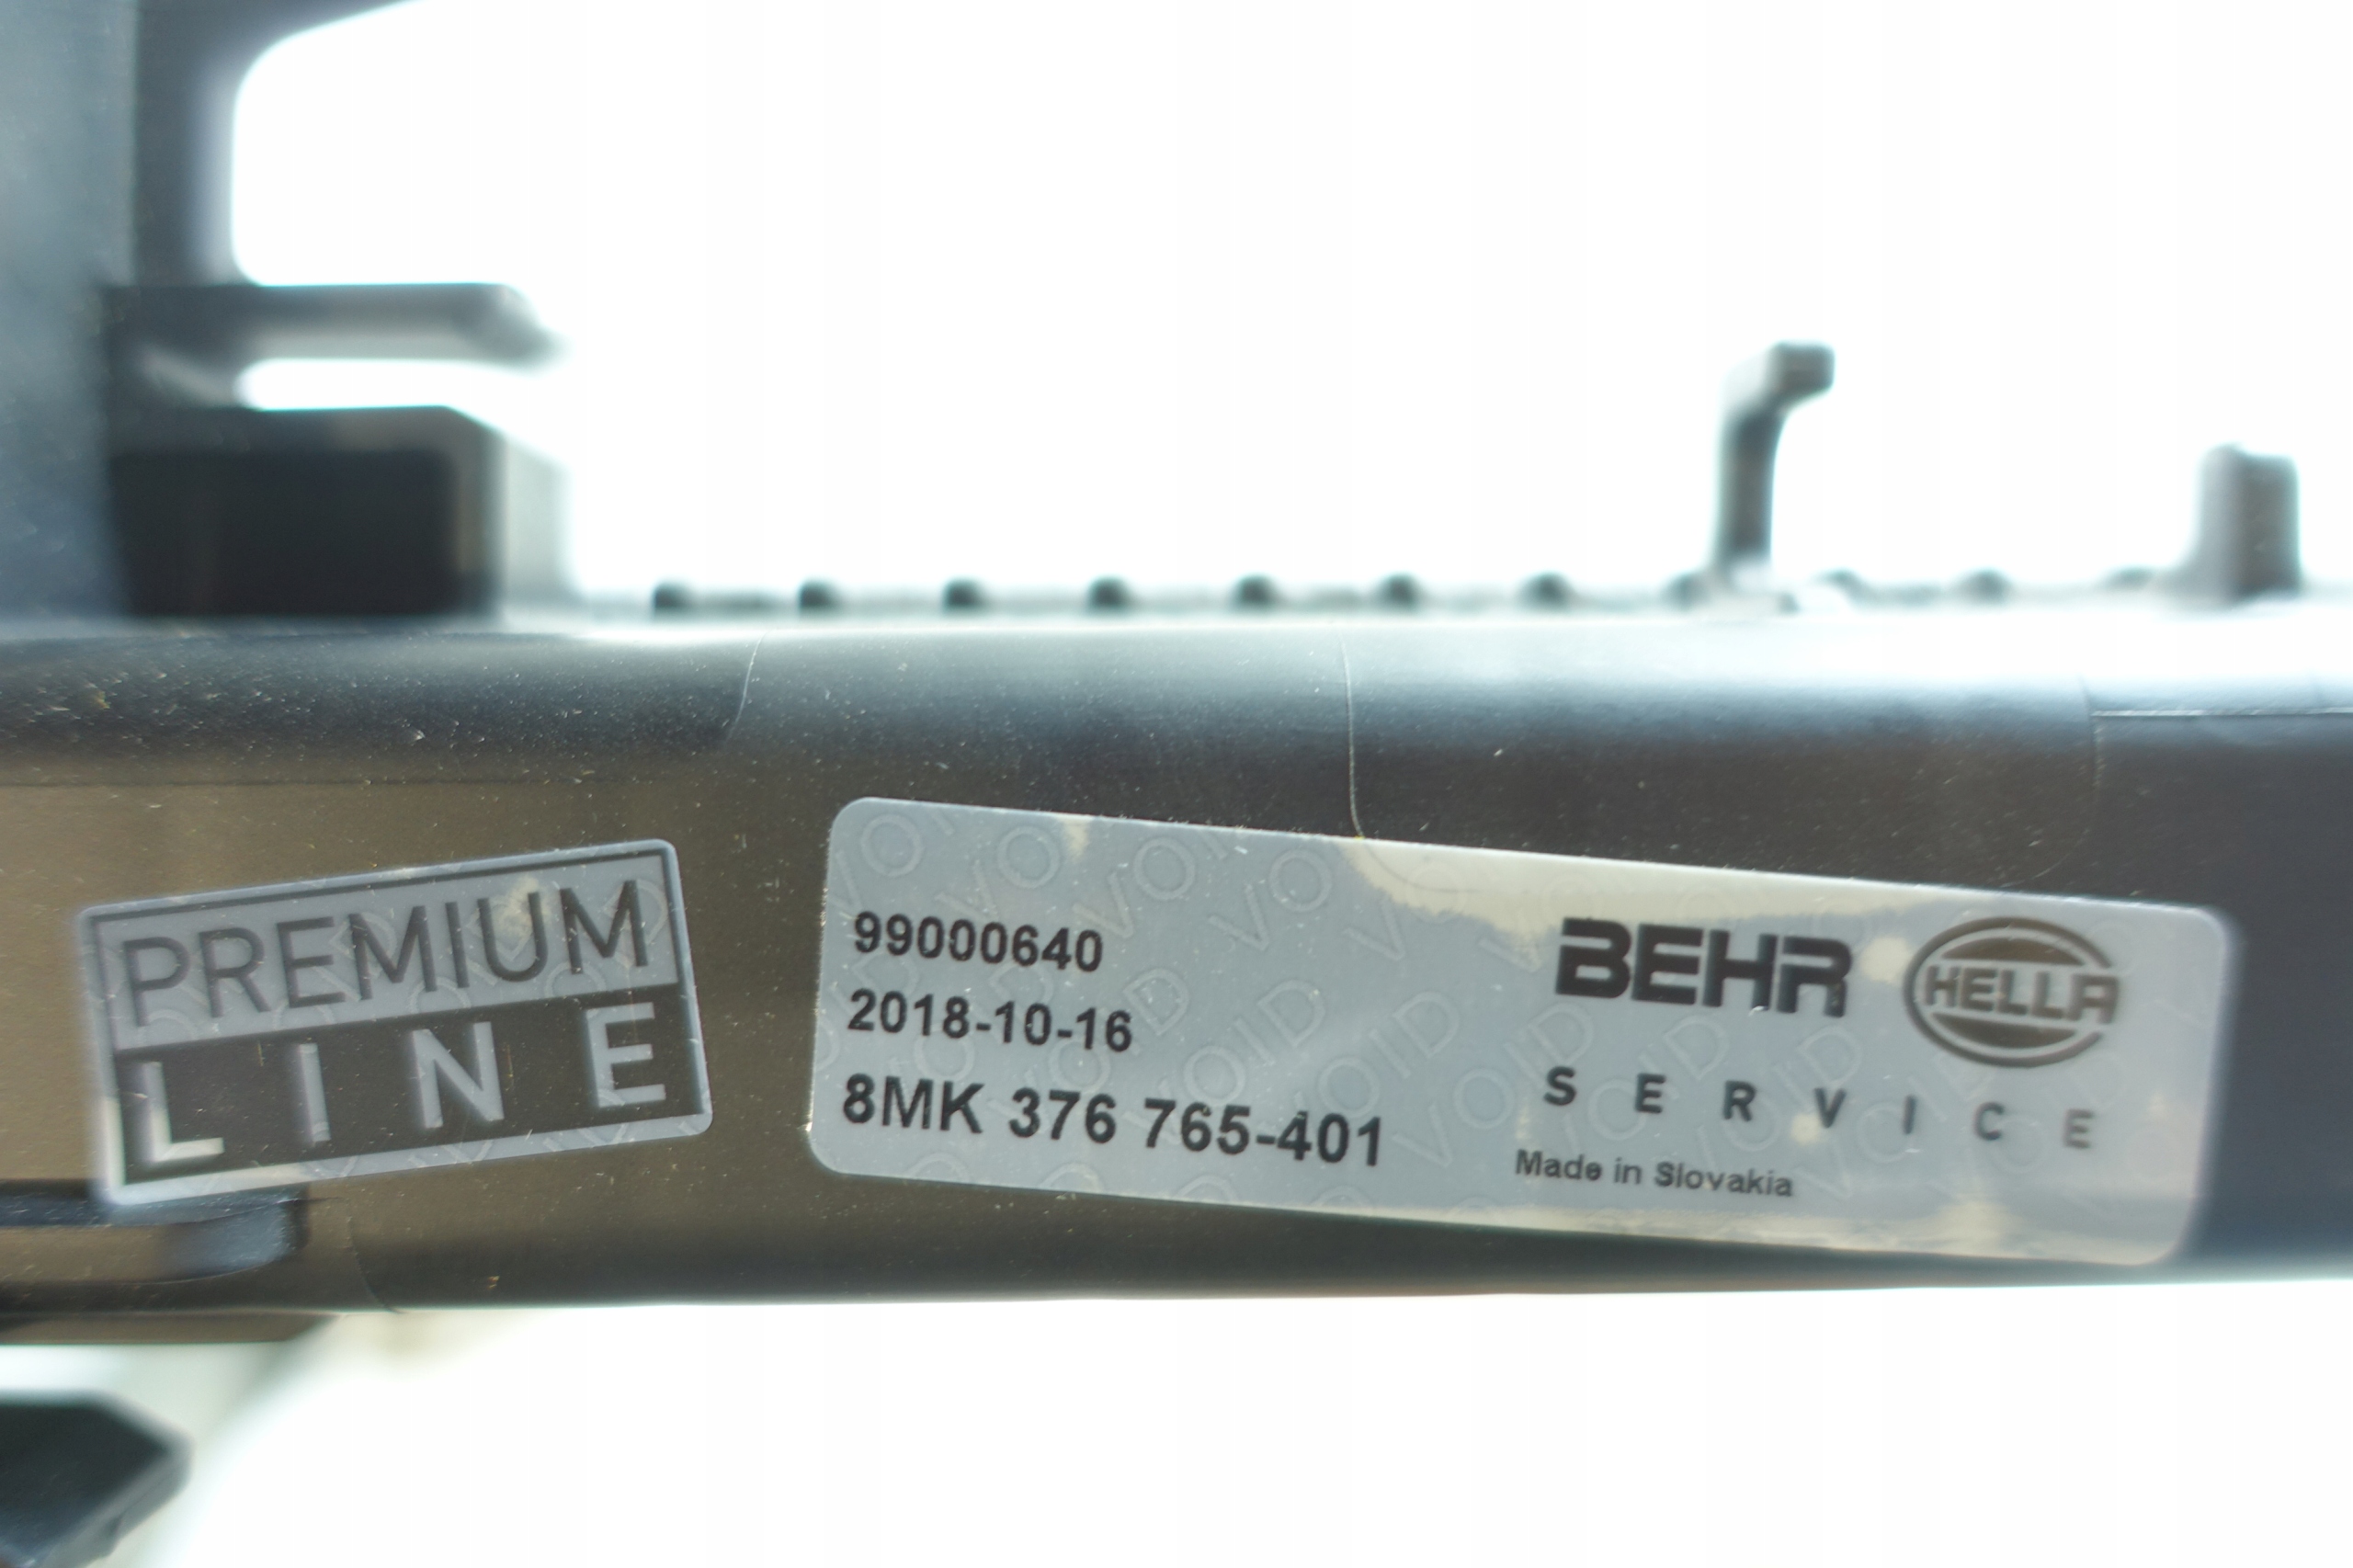 PREMIUM
LINE
99000640
2018-10-16
8MK 376 765-401
BEHR HELLA
SERVICE
Made in Slovakia